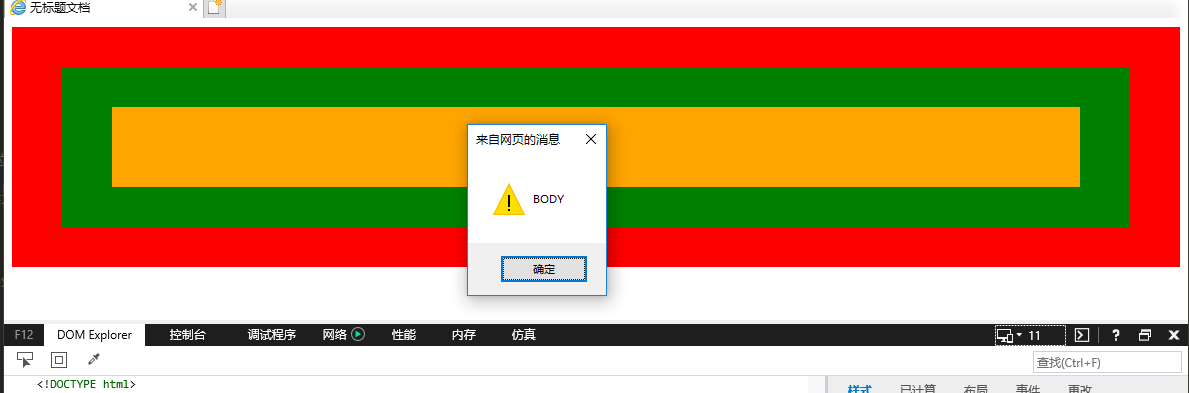 无标题文档
来自网页的消息
BODY
确定
F12 DOM Explorer 控制台 调试程序 网络 性能 内存 仿真 11
查找(Ctrl+F)
<!DOCTYPE html>
样式 已计算 布局 事件 更改